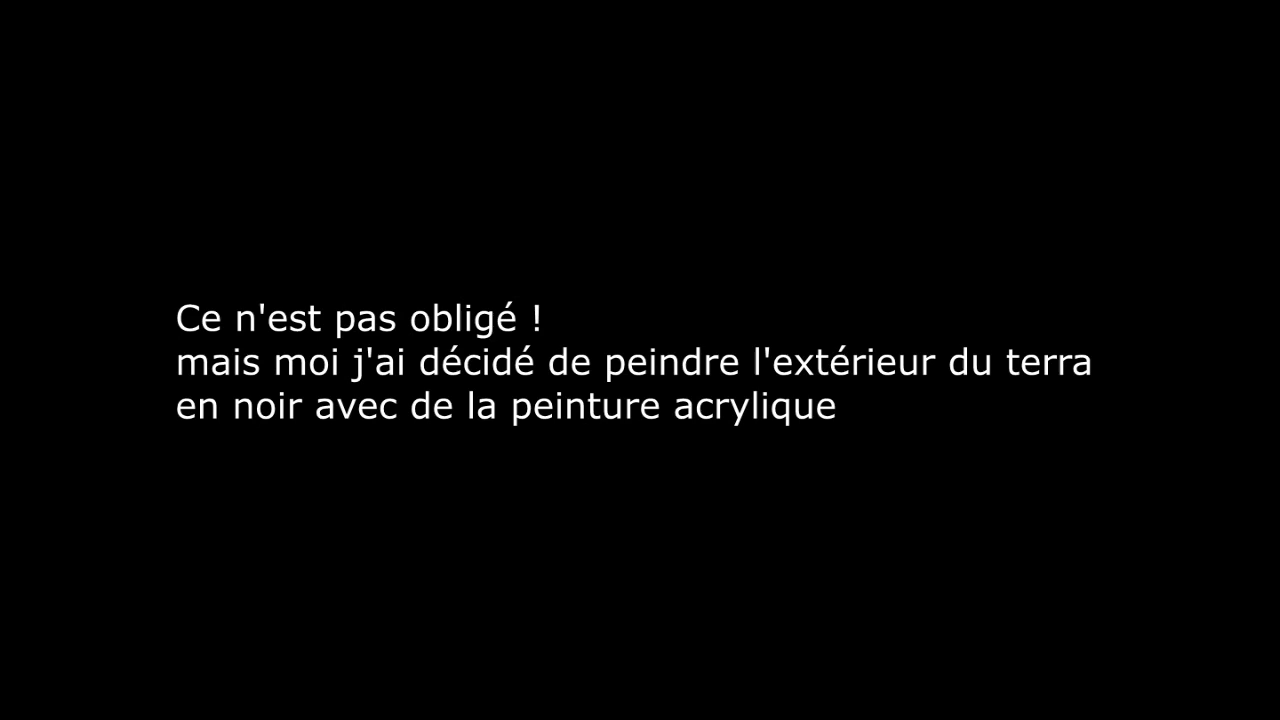 Ce n'est pas obligé !
mais moi j'ai décidé de peindre l'extérieur du terra
en noir avec de la peinture acrylique